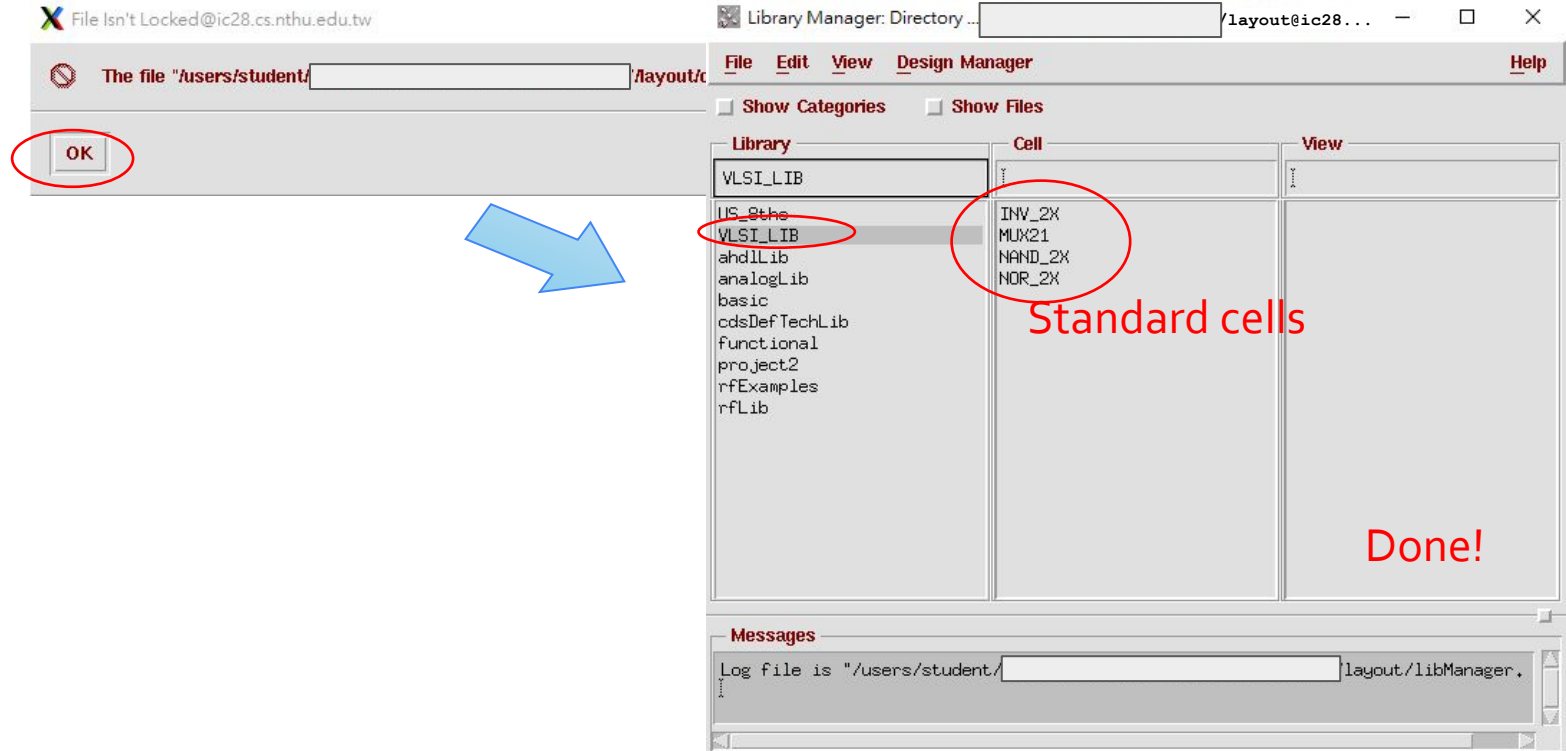 File Isn't Locked@ic28.cs.nthu.edu.tw
The file "/users/student/ /layout/c
OK
Library Manager: Directory ... /layout@ic28...
File Edit View Design Manager Help
Show Categories Show Files
Library Cell View
VLSI_LIB
US_8ths
VLSI_LIB
ahdlLib
analogLib
basic
cdsDefTechLib
functional
project2
rfExamples
rfLib
INV_2X
MUX21
NAND_2X
NOR_2X
Standard cells
Done!
Messages
Log file is "/users/student/ layout/libManager.